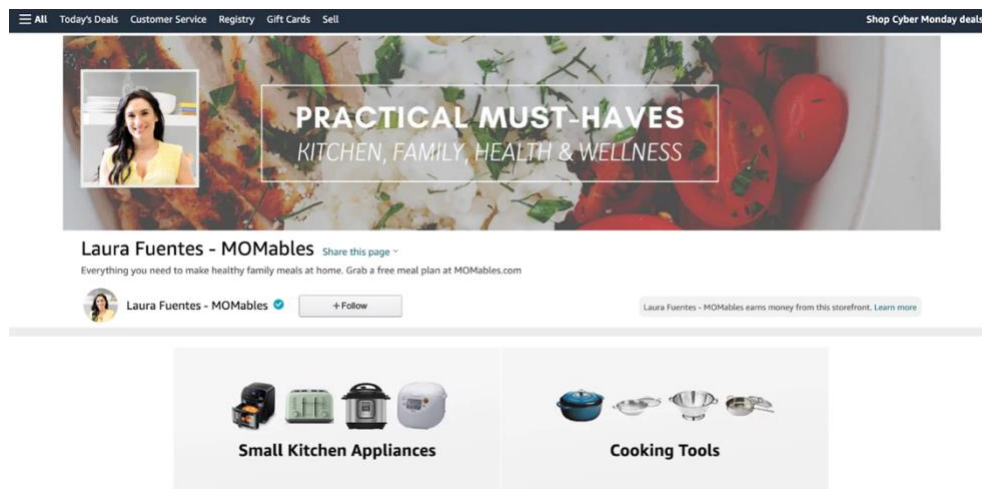 All Today's Deals Customer Service Registry Gift Cards Sell Shop Cyber Monday deals
PRACTICAL MUST-HAVES
KITCHEN, FAMILY, HEALTH & WELLNESS
Laura Fuentes - MOMables Share this page
Everything you need to make healthy family meals at home. Grab a free meal plan at MOMables.com
Laura Fuentes - MOMables +Follow Laura Fuentes - MOMables earns money from this storefront. Learn more
Small Kitchen Appliances Cooking Tools